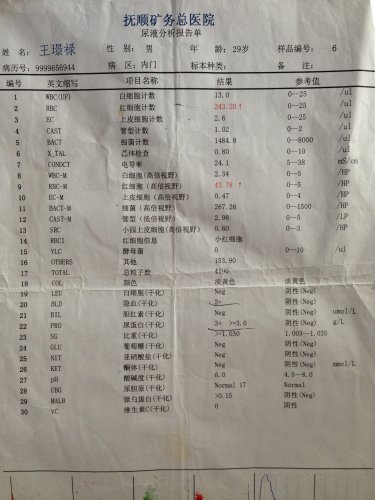 抚顺矿务总医院
尿液分析报告单
姓 名: 王璟禄 性 别: 男 年 龄: 29岁 样品编号: 6
病历号: 9999656944 病 区: 内门 标本种类: 备 注:
编号 英文缩写 项目名称 结果 参考值
1 WBC(UF) 白细胞计数 13.0 0--25 /ul
2 RBC 红细胞计数 243.20↑ 0--25 /ul
3 EC 上皮细胞计数 2.6 0--25 /ul
4 CAST 管型计数 1.02 0--2 /ul
5 BACT 细菌计数 1484.8 0--8000 /ul
6 X_TAL 结晶检查 0.80 0--10 /ul
7 CONDCT 电导率 24.1 5--38 mS/cm
8 WBC-M 白细胞(高倍视野) 2.34 0--5 /HP
9 RBC-M 红细胞(高倍视野) 43.78↑ 0--5 /HP
10 EC-M 上皮细胞(高倍视野) 0.47 0--4 /HP
11 BACT-M 细菌(高倍视野) 267.26 0--1500 /HP
12 CAST-M 管型(低倍视野) 2.98 0--5 /LP
13 SRC 小园上皮细胞(高倍视野) 0.60 0--3 /HP
14 RBCI 红细胞信息 小红细胞
15 YLC 酵母菌 0 0--10 /ul
16 OTHERS 其他 153.90
17 TOTAL 总粒子数 4190
18 COL 颜色 淡黄色 淡黄色
19 LEU 白细胞(干化) Neg 阴性(Neg)
20 BLD 隐血(干化) 2+ 阴性(Neg)
21 BIL 胆红素(干化) Neg 阴性(Neg) umol/L
22 PRO 尿蛋白(干化) 3+ >=3.0 阴性(Neg) g/L
23 SG 比重(干化) >=1.030 1.003--1.035
24 GLU 葡萄糖(干化) Neg 阴性(Neg)
25 NIT 亚硝酸盐(干化) Neg 阴性(Neg)
26 KET 酮体(干化) Neg 阴性(Neg) mmol/L
27 pH 酸碱度(干化) 6.0 4.5--8.0
28 UBG 尿胆原(干化) Normal 17 Normal
29 MALB 微白蛋白(干化) >0.15 阴性(Neg)
30 VC 维生素C(干化) 0 阴性